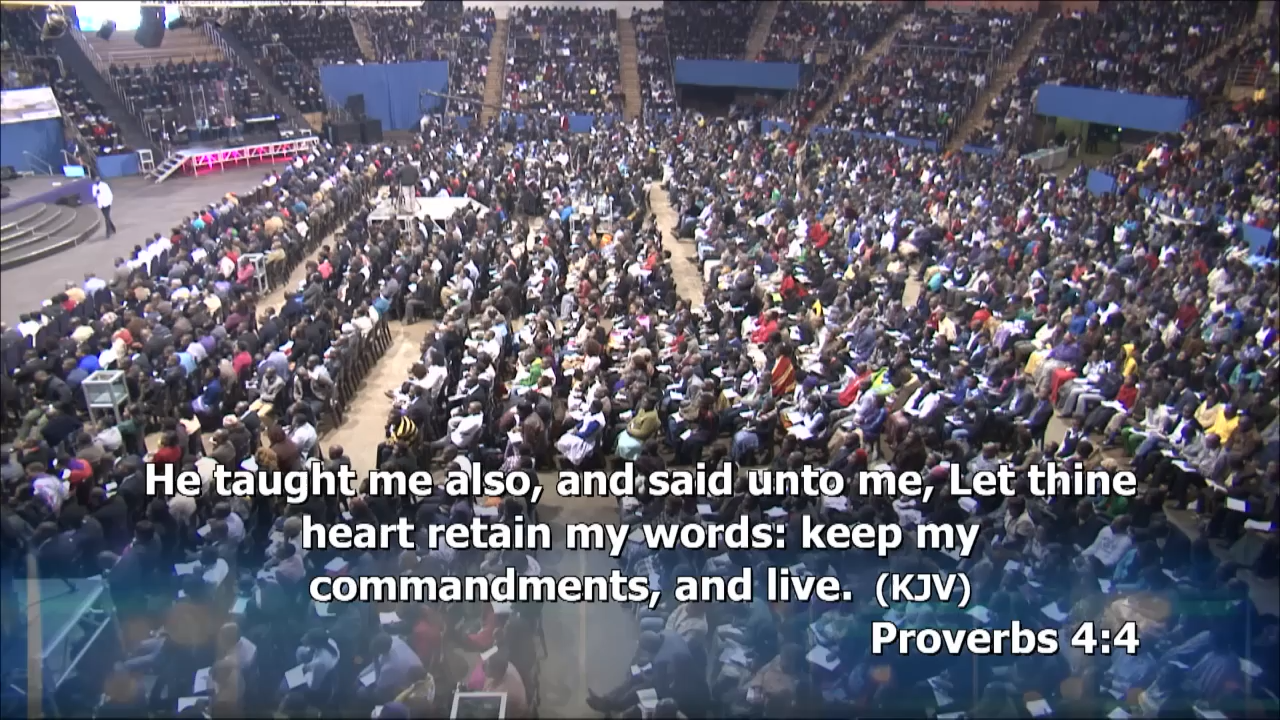 He taught me also, and said unto me, Let thine
heart retain my words: keep my
commandments, and live. (KJV)
Proverbs 4:4